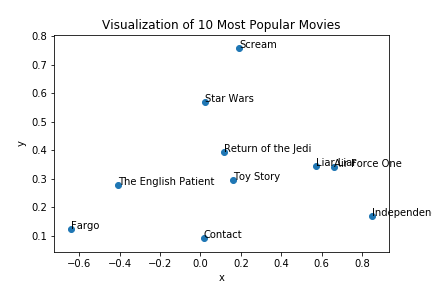 Visualization of 10 Most Popular Movies
0.8
Scream
0.7
0.6
Star Wars
0.5
y
0.4
Return of the Jedi
Liar Liar
Air Force One
0.3
The English Patient
Toy Story
0.2
Independen
Fargo
0.1
Contact
−0.6 −0.4 −0.2 0.0 0.2 0.4 0.6 0.8
x